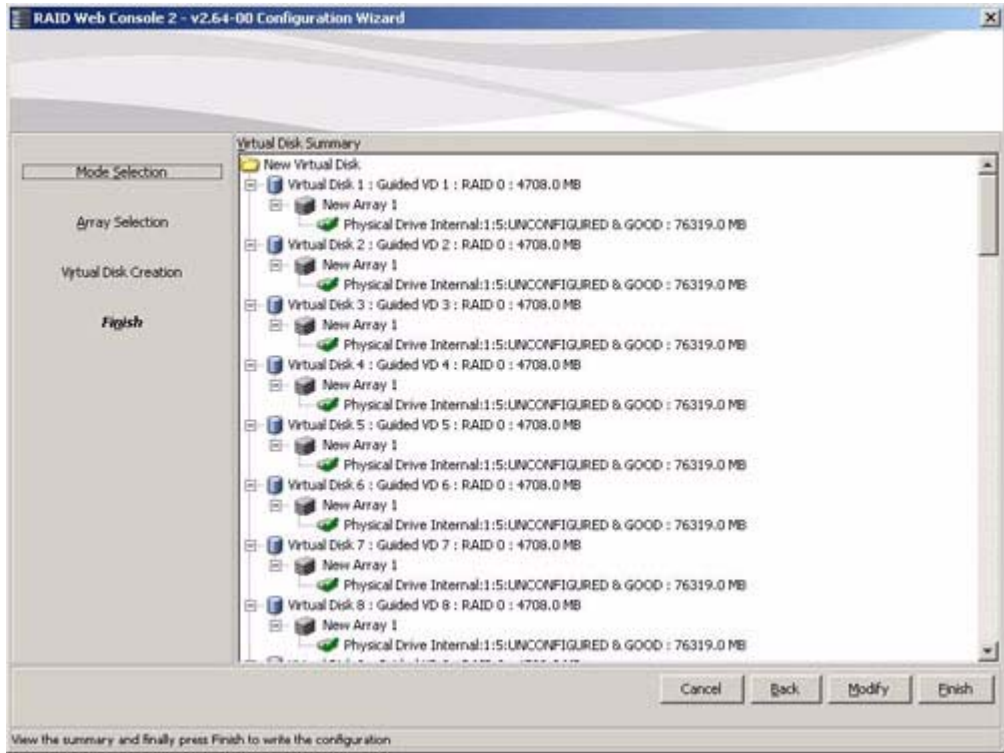 RAID Web Console 2 - v2.64-00 Configuration Wizard
Mode Selection
Array Selection
Virtual Disk Creation
Finish
Virtual Disk Summary
New Virtual Disk
Virtual Disk 1 : Guided VD 1 : RAID 0 : 4708.0 MB
New Array 1
Physical Drive Internal:1:5:UNCONFIGURED & GOOD : 76319.0 MB
Virtual Disk 2 : Guided VD 2 : RAID 0 : 4708.0 MB
New Array 1
Physical Drive Internal:1:5:UNCONFIGURED & GOOD : 76319.0 MB
Virtual Disk 3 : Guided VD 3 : RAID 0 : 4708.0 MB
New Array 1
Physical Drive Internal:1:5:UNCONFIGURED & GOOD : 76319.0 MB
Virtual Disk 4 : Guided VD 4 : RAID 0 : 4708.0 MB
New Array 1
Physical Drive Internal:1:5:UNCONFIGURED & GOOD : 76319.0 MB
Virtual Disk 5 : Guided VD 5 : RAID 0 : 4708.0 MB
New Array 1
Physical Drive Internal:1:5:UNCONFIGURED & GOOD : 76319.0 MB
Virtual Disk 6 : Guided VD 6 : RAID 0 : 4708.0 MB
New Array 1
Physical Drive Internal:1:5:UNCONFIGURED & GOOD : 76319.0 MB
Virtual Disk 7 : Guided VD 7 : RAID 0 : 4708.0 MB
New Array 1
Physical Drive Internal:1:5:UNCONFIGURED & GOOD : 76319.0 MB
Virtual Disk 8 : Guided VD 8 : RAID 0 : 4708.0 MB
New Array 1
Physical Drive Internal:1:5:UNCONFIGURED & GOOD : 76319.0 MB
Cancel
Back
Modify
Finish
View the summary and finally press Finish to write the configuration